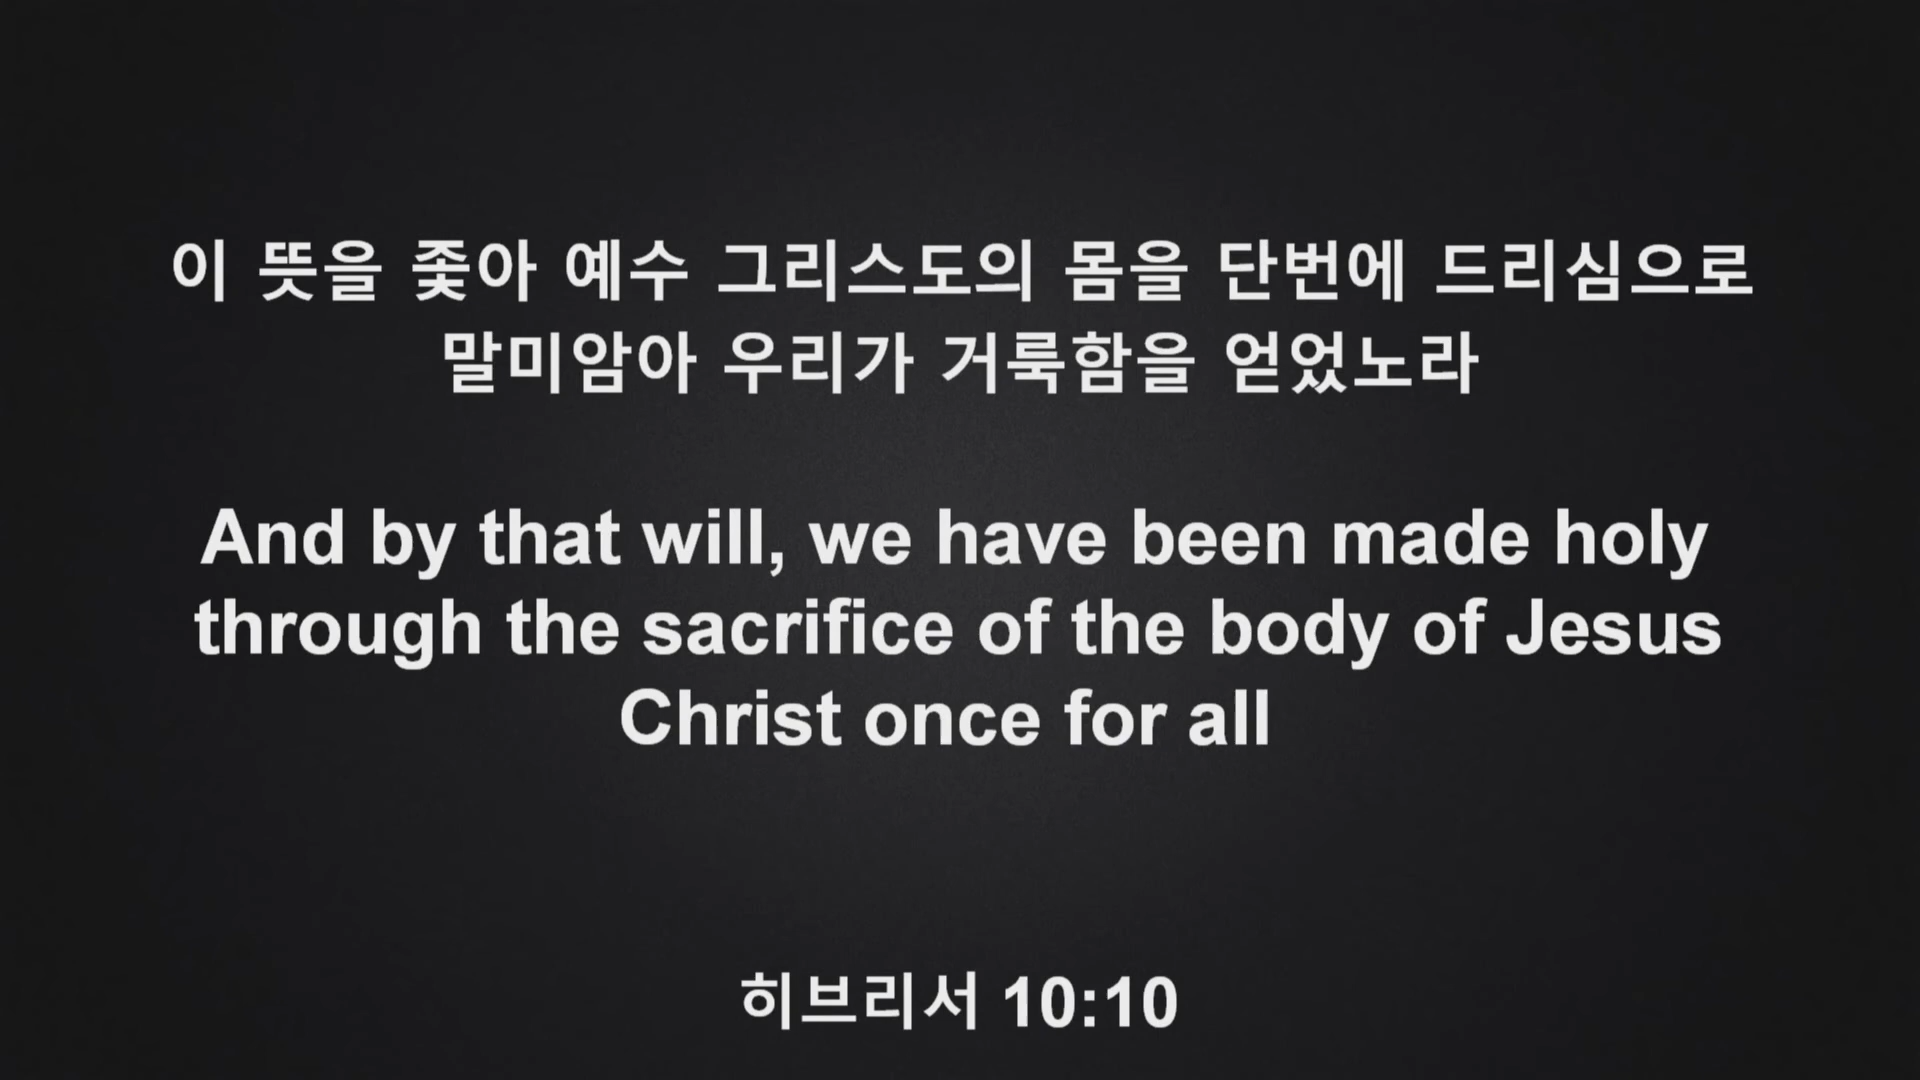 이 뜻을 좇아 예수 그리스도의 몸을 단번에 드리심으로
말미암아 우리가 거룩함을 얻었노라
And by that will, we have been made holy
through the sacrifice of the body of Jesus
Christ once for all
히브리서 10:10